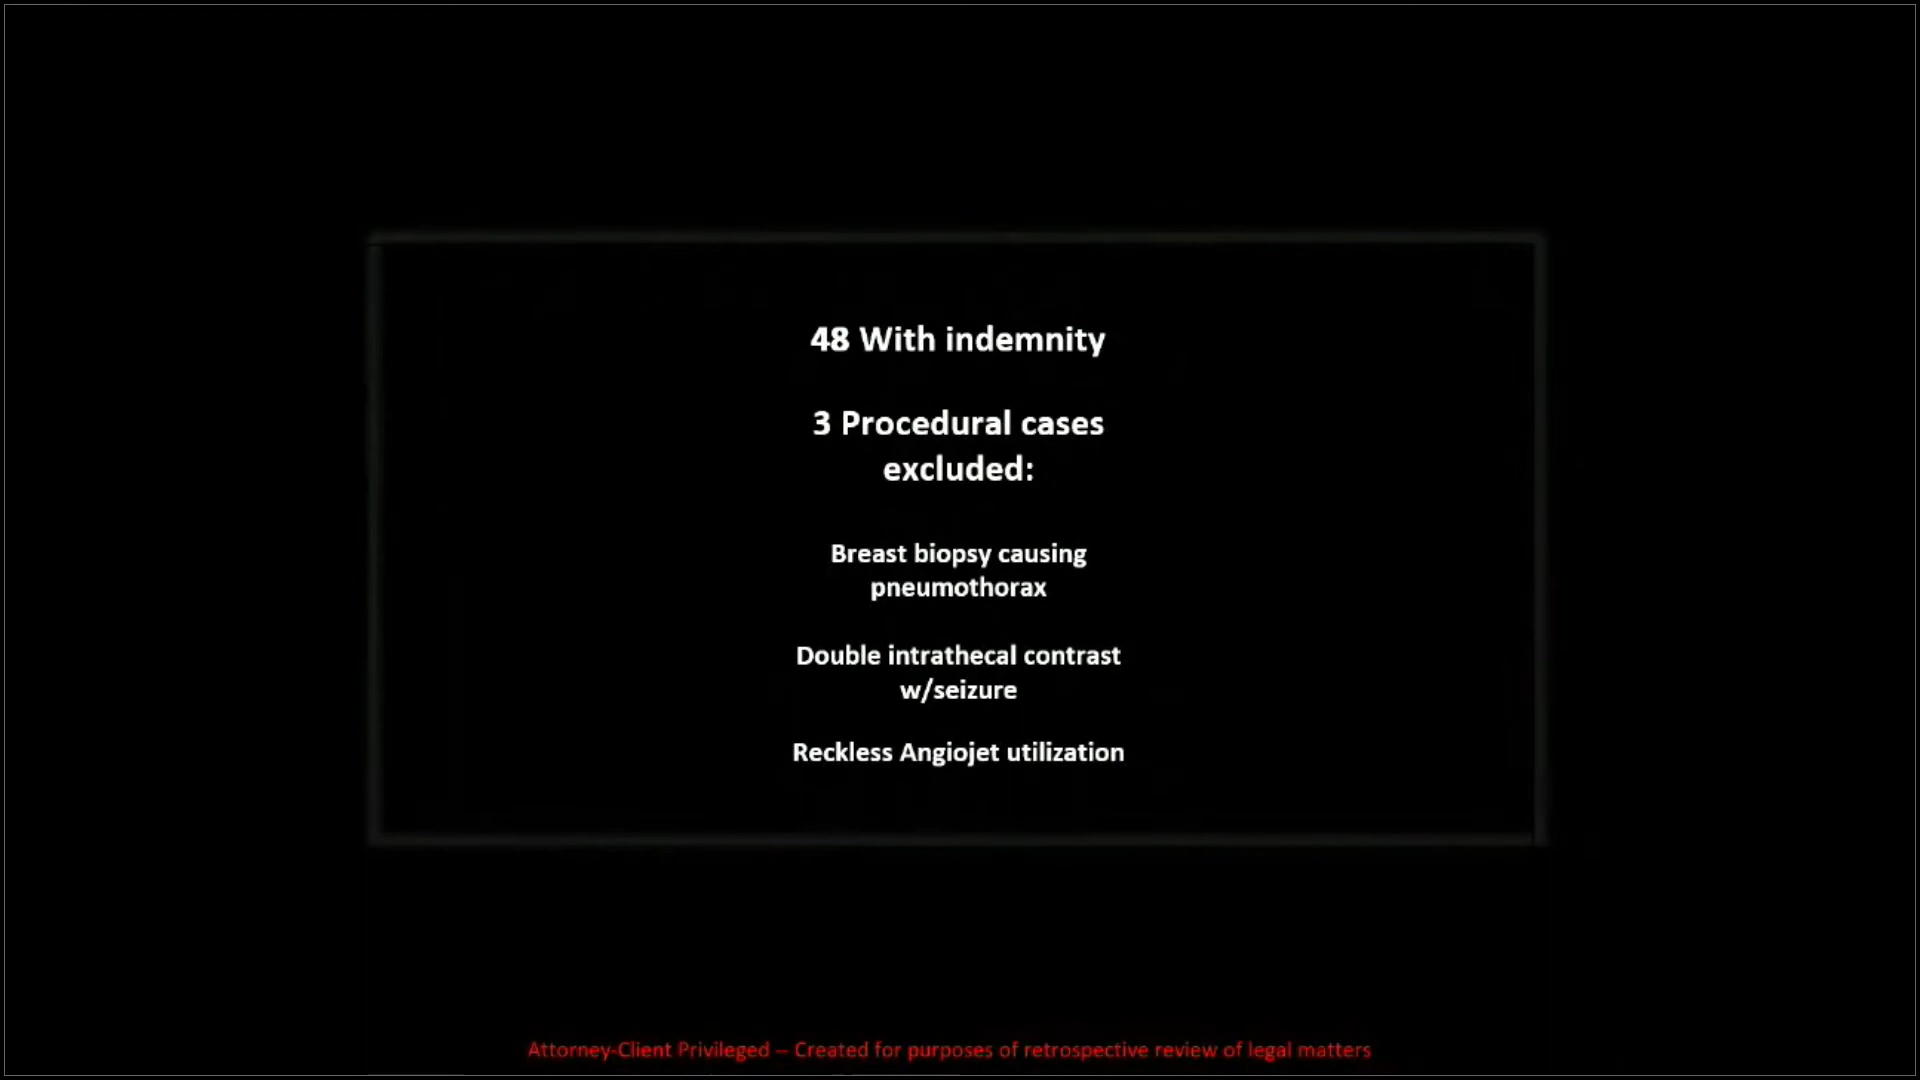 48 With indemnity
3 Procedural cases
excluded:
Breast biopsy causing
pneumothorax
Double intrathecal contrast
w/seizure
Reckless Angiojet utilization
Attorney-Client Privileged – Created for purposes of retrospective review of legal matters